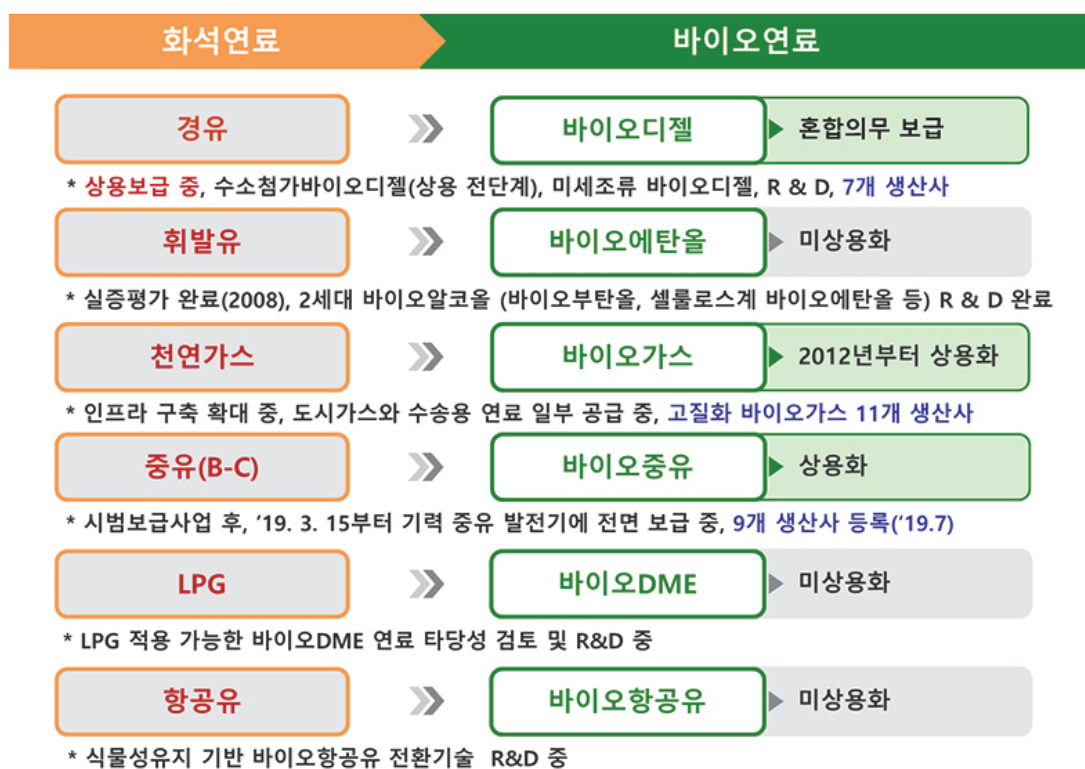 화석연료 바이오연료
경유 바이오디젤 혼합의무 보급
* 상용보급 중, 수소첨가바이오디젤(상용 전단계), 미세조류 바이오디젤, R & D, 7개 생산사
휘발유 바이오에탄올 미상용화
* 실증평가 완료(2008), 2세대 바이오알코올 (바이오부탄올, 셀룰로스계 바이오에탄올 등) R & D 완료
천연가스 바이오가스 2012년부터 상용화
* 인프라 구축 확대 중, 도시가스와 수송용 연료 일부 공급 중, 고질화 바이오가스 11개 생산사
중유(B-C) 바이오중유 상용화
* 시범보급사업 후, ’19. 3. 15부터 기력 중유 발전기에 전면 보급 중, 9개 생산사 등록(‘19.7)
LPG 바이오DME 미상용화
* LPG 적용 가능한 바이오DME 연료 타당성 검토 및 R&D 중
항공유 바이오항공유 미상용화
* 식물성유지 기반 바이오항공유 전환기술 R&D 중